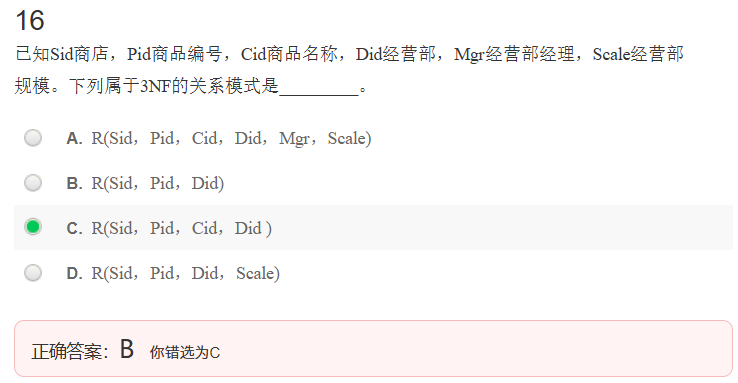 16
已知Sid商店，Pid商品编号，Cid商品名称，Did经营部，Mgr经营部经理，Scale经营部
规模。下列属于3NF的关系模式是_________。
A. R(Sid，Pid，Cid，Did，Mgr，Scale)
B. R(Sid，Pid，Did)
C. R(Sid，Pid，Cid，Did )
D. R(Sid，Pid，Did，Scale)
正确答案：B 你错选为C